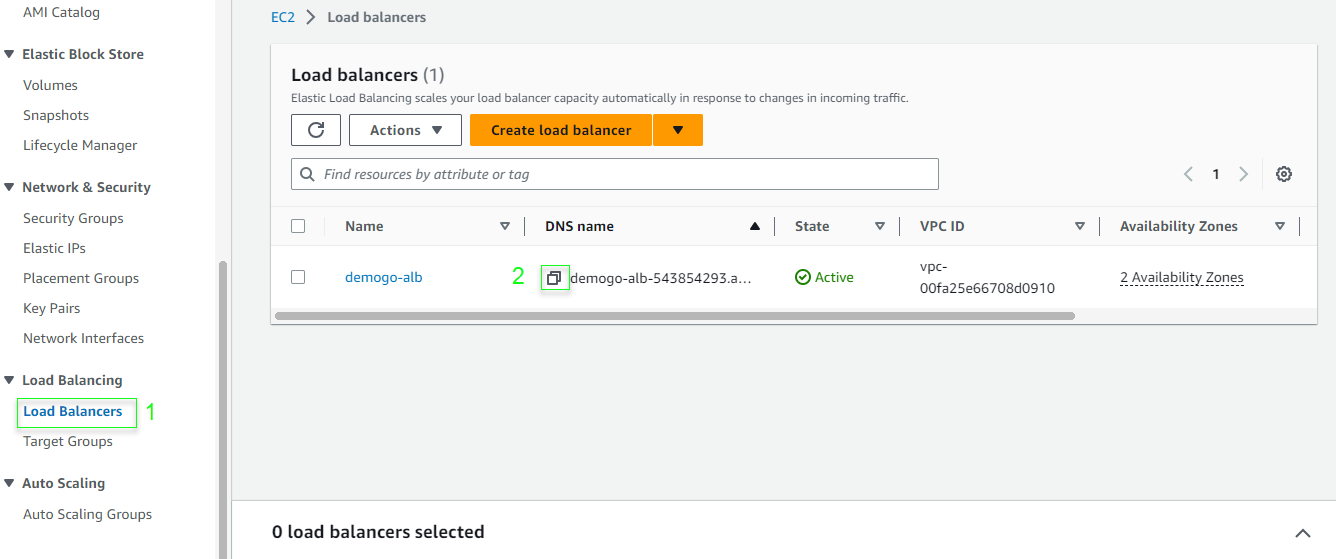 AMI Catalog
Elastic Block Store
Volumes
Snapshots
Lifecycle Manager
Network & Security
Security Groups
Elastic IPs
Placement Groups
Key Pairs
Network Interfaces
Load Balancing
Load Balancers 1
Target Groups
Auto Scaling
Auto Scaling Groups
EC2 Load balancers
Load balancers (1)
Elastic Load Balancing scales your load balancer capacity automatically in response to changes in incoming traffic.
Actions Create load balancer
Find resources by attribute or tag 1
Name DNS name State VPC ID Availability Zones
demogo-alb 2 demogo-alb-543854293.a... Active vpc-
00fa25e66708d0910 2 Availability Zones
0 load balancers selected